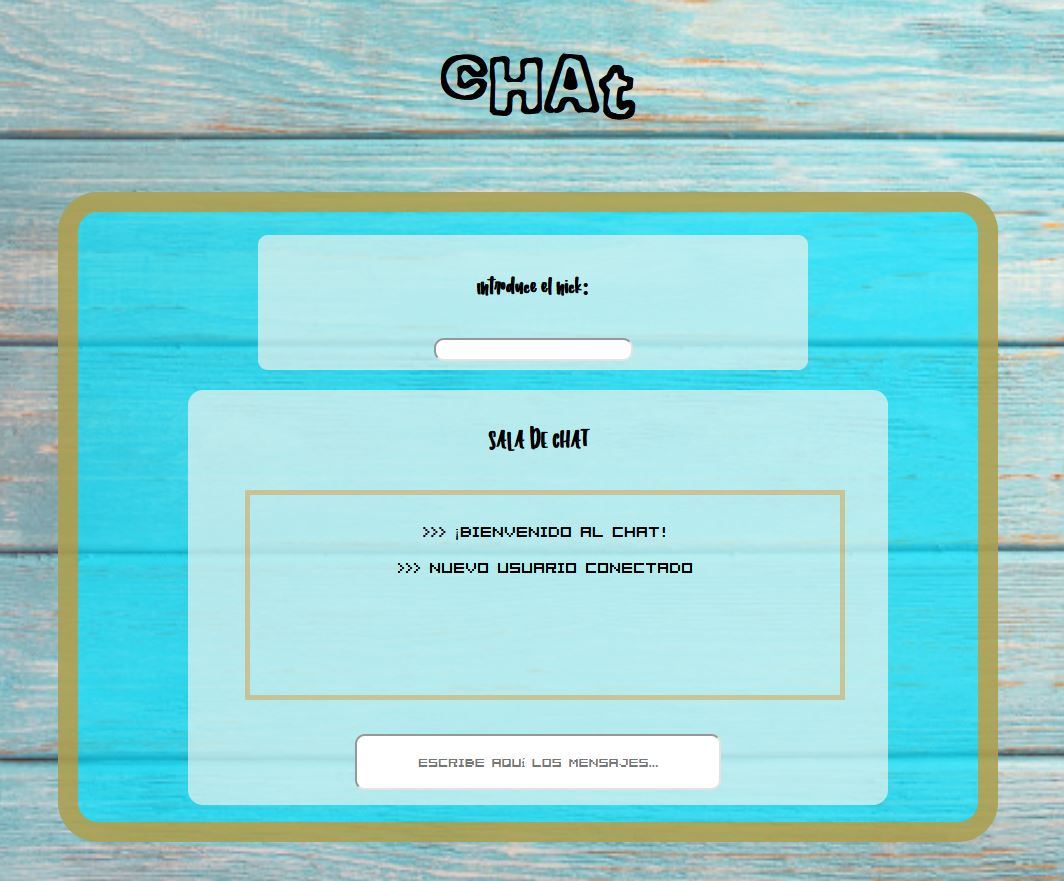 CHAt
introduce el nick:
SALA DE CHAT
>>> ¡BIENVENIDO AL CHAT!
>>> NUEVO USUARIO CONECTADO
ESCRIBE AQUí LOS MENSAJES...